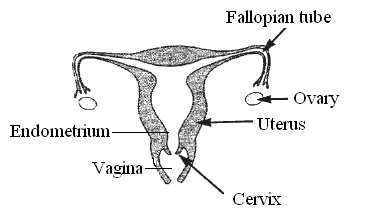 Fallopian tube
Ovary
Uterus
Endometrium
Vagina
Cervix